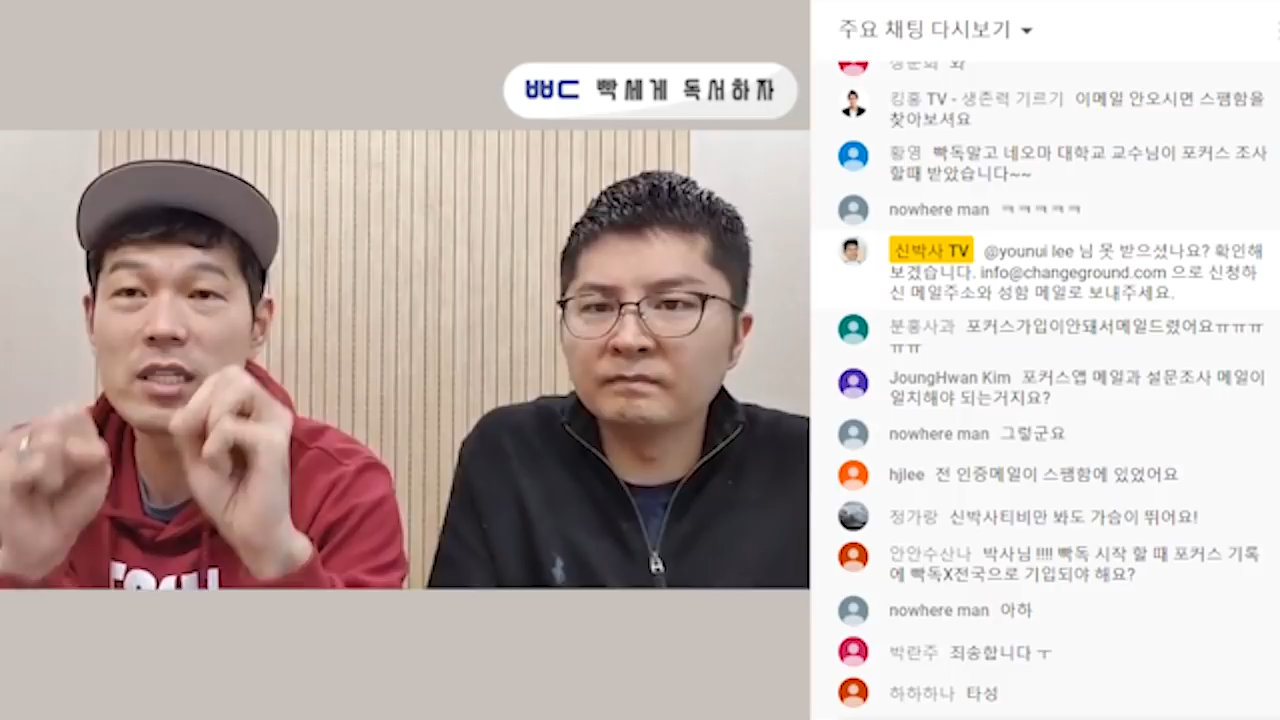 주요 채팅 다시보기
ㅃㄷ 빡세게 독서하자
와
킹홍 TV - 생존력 기르기 이메일 안오시면 스팸함을
찾아보셔요
황영 빡독말고 네오마 대학교 교수님이 포커스 조사
할때 받았습니다~~
nowhere man ㅋㅋㅋㅋㅋ
신박사 TV @younui lee 님 못 받으셨나요? 확인해
보겠습니다. info@changeground.com 으로 신청하
신 메일주소와 성함 메일로 보내주세요.
분홍사과 포커스가입이안돼서메일드렸어요ㅠㅠㅠ
ㅠㅠ
JoungHwan Kim 포커스앱 메일과 설문조사 메일이
일치해야 되는거지요?
nowhere man 그렇군요
hjlee 전 인증메일이 스팸함에 있었어요
정가랑 신박사티비만 봐도 가슴이 뛰어요!
안안수산나 박사님 !!!! 빡독 시작 할 때 포커스 기록
에 빡독X전국으로 기입되야 해요?
nowhere man 아하
박란주 죄송합니다 ㅜ
하하하나 타성